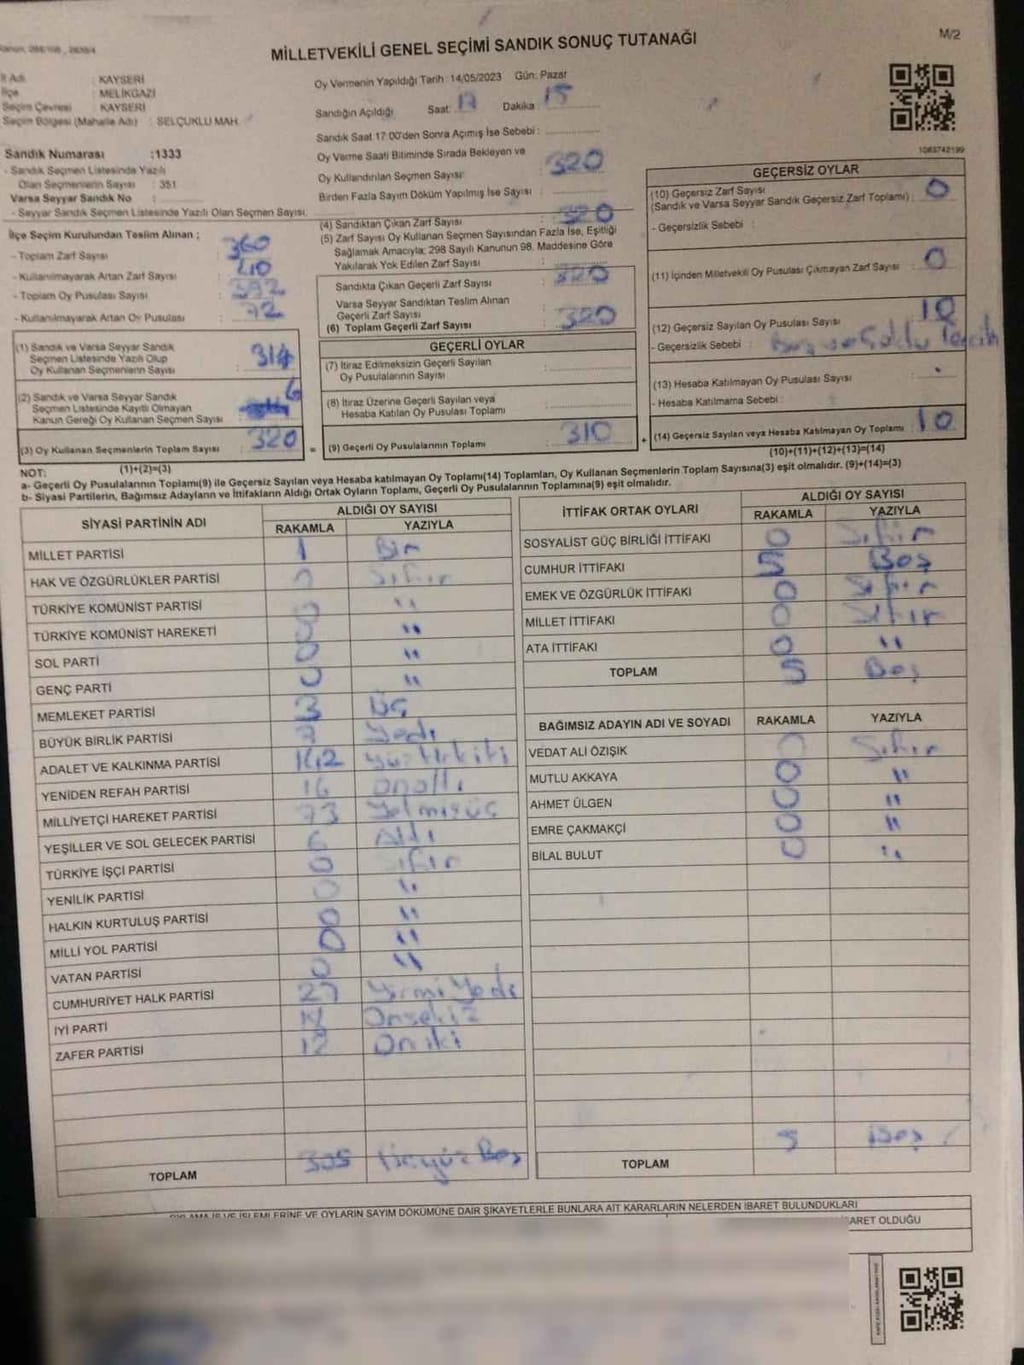 M/2
MİLLETVEKİLİ GENEL SEÇİMİ SANDIK SONUÇ TUTANAĞI
İl Adı : KAYSERİ
İlçe : MELİKGAZİ
Seçim Çevresi : KAYSERİ
Seçim Bölgesi (Mahalle Adı) : SELÇUKLU MAH.
Sandık Numarası :1333
- Sandık Seçmen Listesinde Yazılı
Olan Seçmenlerin Sayısı : 351
Varsa Seyyar Sandık No :
- Seyyar Sandık Seçmen Listesinde Yazılı Olan Seçmen Sayısı:
İlçe Seçim Kurulundan Teslim Alınan ;
- Toplam Zarf Sayısı : 360
- Kullanılmayarak Artan Zarf Sayısı : 40
- Toplam Oy Pusulası Sayısı : 392
- Kullanılmayarak Artan Oy Pusulası : 72
Oy Vermenin Yapıldığı Tarih: 14/05/2023 Gün: Pazar
Sandığın Açıldığı Saat: 17 Dakika : 15
Sandık Saat 17:00'den Sonra Açımış İse Sebebi :
Oy Verme Saati Bitiminde Sırada Bekleyen ve
Oy Kullandırılan Seçmen Sayısı : 320
Birden Fazla Sayım Döküm Yapılmış İse Sayısı :
(4) Sandıktan Çıkan Zarf Sayısı : 320
(5) Zarf Sayısı Oy Kullanan Seçmen Sayısından Fazla İse, Eşitliği
Sağlamak Amacıyla; 298 Sayılı Kanunun 98. Maddesine Göre
Yakılarak Yok Edilen Zarf Sayısı :
Sandıkta Çıkan Geçerli Zarf Sayısı : 320
Varsa Seyyar Sandıktan Teslim Alınan
Geçerli Zarf Sayısı :
(6) Toplam Geçerli Zarf Sayısı : 320
1083742199
GEÇERSİZ OYLAR
(10) Geçersiz Zarf Sayısı
(Sandık ve Varsa Seyyar Sandık Geçersiz Zarf Toplamı) : 0
- Geçersizlik Sebebi :
(11) İçinden Milletvekili Oy Pusulası Çıkmayan Zarf Sayısı : 0
(12) Geçersiz Sayılan Oy Pusulası Sayısı : 10
- Geçersizlik Sebebi :
(13) Hesaba Katılmayan Oy Pusulası Sayısı :
- Hesaba Katılmama Sebebi :
(14) Geçersiz Sayılan veya Hesaba Katılmayan Oy Toplamı : 10
(10)+(11)+(12)+(13)=(14)
(1) Sandık ve Varsa Seyyar Sandık
Seçmen Listesinde Yazılı Olup
Oy Kullanan Seçmenlerin Sayısı : 314
(2) Sandık ve Varsa Seyyar Sandık
Seçmen Listesinde Kayıtlı Olmayan
Kanun Gereği Oy Kullanan Seçmen Sayısı : 6
(3) Oy Kullanan Seçmenlerin Toplam Sayısı : 320
(1)+(2)=(3)
GEÇERLİ OYLAR
(7) İtiraz Edilmeksizin Geçerli Sayılan
Oy Pusulalarının Sayısı :
(8) İtiraz Üzerine Geçerli Sayılan veya
Hesaba Katılan Oy Pusulası Toplamı :
= (9) Geçerli Oy Pusulalarının Toplamı : 310 +
NOT:
a- Geçerli Oy Pusulalarının Toplamı(9) ile Geçersiz Sayılan veya Hesaba katılmayan Oy Toplamı(14) Toplamları, Oy Kullanan Seçmenlerin Toplam Sayısına(3) eşit olmalıdır. (9)+(14)=(3)
b- Siyasi Partilerin, Bağımsız Adayların ve İttifakların Aldığı Ortak Oyların Toplamı, Geçerli Oy Pusulalarının Toplamına(9) eşit olmalıdır.
SİYASİ PARTİNİN ADI
ALDIĞI OY SAYISI
RAKAMLA YAZIYLA
MİLLET PARTİSİ 1 Bir
HAK VE ÖZGÜRLÜKLER PARTİSİ 0 Sıfır
TÜRKİYE KOMÜNİST PARTİSİ 0 "
TÜRKİYE KOMÜNİST HAREKETİ 0 "
SOL PARTİ 0 "
GENÇ PARTİ 0 "
MEMLEKET PARTİSİ 3 Üç
BÜYÜK BİRLİK PARTİSİ 7 Yedi
ADALET VE KALKINMA PARTİSİ 142
YENİDEN REFAH PARTİSİ 16 onaltı
MİLLİYETÇİ HAREKET PARTİSİ 73 Yetmişüç
YEŞİLLER VE SOL GELECEK PARTİSİ 6 Altı
TÜRKİYE İŞÇİ PARTİSİ 0 Sıfır
YENİLİK PARTİSİ 0 "
HALKIN KURTULUŞ PARTİSİ 0 "
MİLLİ YOL PARTİSİ 0 "
VATAN PARTİSİ 0 "
CUMHURİYET HALK PARTİSİ 27 Yirmi Yedi
İYİ PARTİ Onsekiz
ZAFER PARTİSİ 12 Oniki
TOPLAM 305 Üçyüz Beş
İTTİFAK ORTAK OYLARI
ALDIĞI OY SAYISI
RAKAMLA YAZIYLA
SOSYALİST GÜÇ BİRLİĞİ İTTİFAKI 0 Sıfır
CUMHUR İTTİFAKI 5 Beş
EMEK VE ÖZGÜRLÜK İTTİFAKI 0 Sıfır
MİLLET İTTİFAKI 0 Sıfır
ATA İTTİFAKI 0 "
TOPLAM 5 Beş
BAĞIMSIZ ADAYIN ADI VE SOYADI RAKAMLA YAZIYLA
VEDAT ALİ ÖZIŞIK 0 Sıfır
MUTLU AKKAYA 0 "
AHMET ÜLGEN 0 "
EMRE ÇAKMAKÇİ 0 "
BİLAL BULUT 0 "
TOPLAM 5 Beş
İŞLEMLERİNE VE OYLARIN SAYIM DÖKÜMÜNE DAİR ŞİKAYETLERLE BUNLARA AİT KARARLARIN NELERDEN İBARET BULUNDUKLARI
OLDUĞU